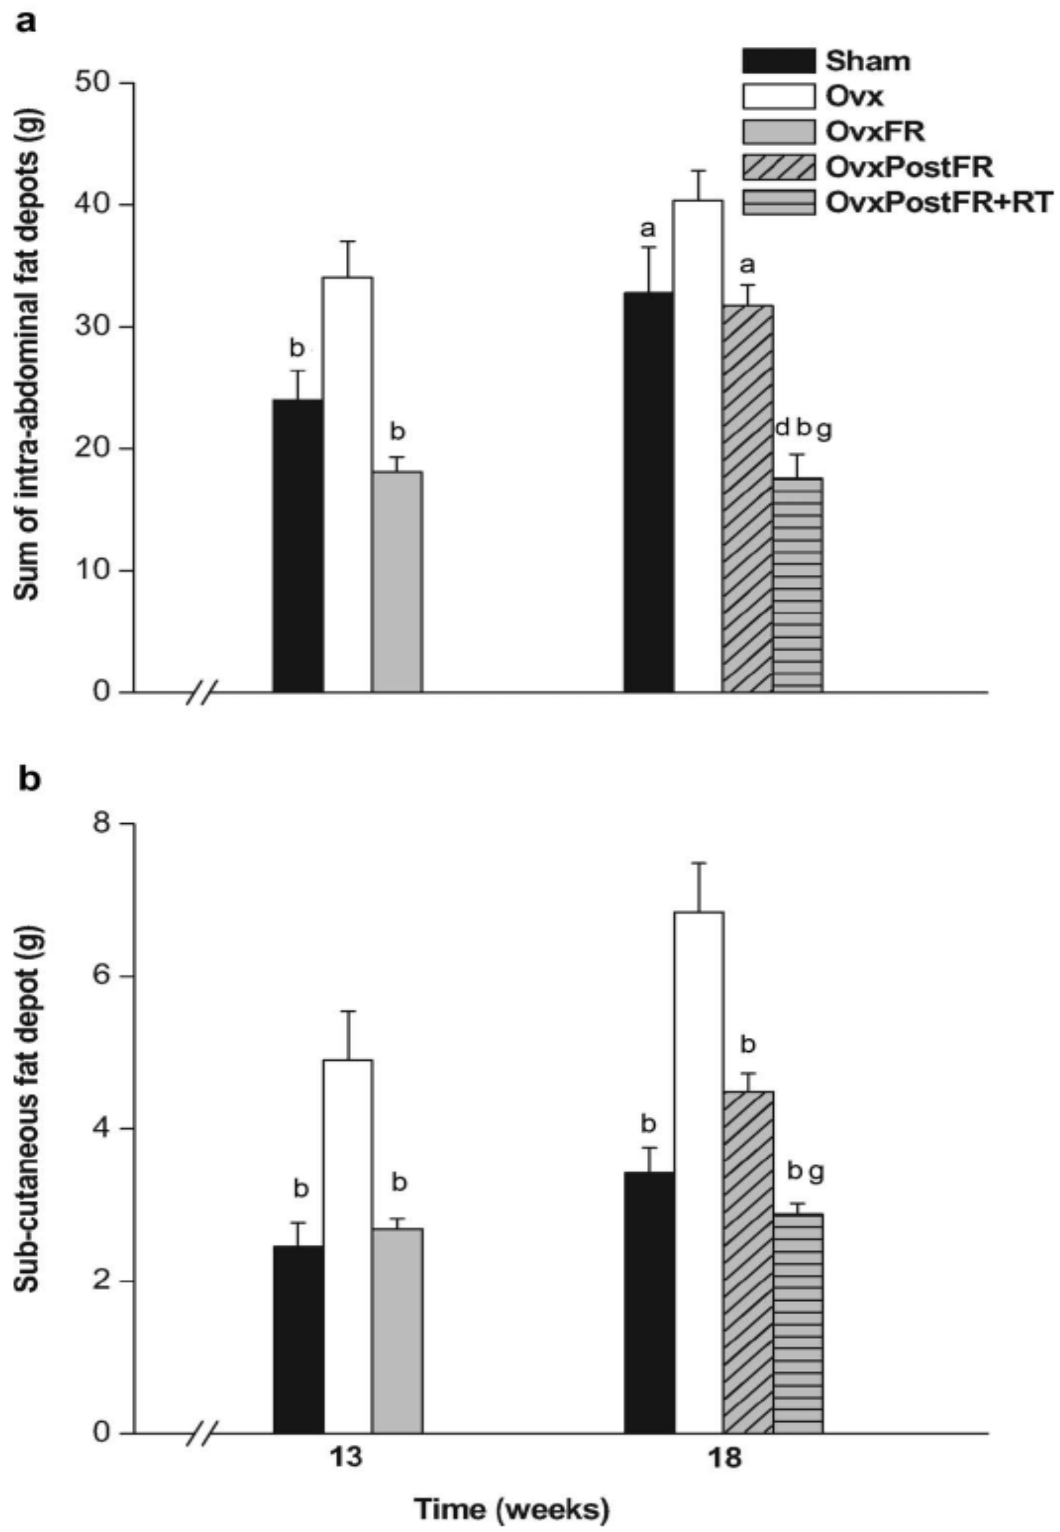 a
Sham
Ovx
OvxFR
OvxPostFR
OvxPostFR+RT
Sum of intra-abdominal fat depots (g)
50
40
30
20
10
0
b
b
a
a
d b g
b
Sub-cutaneous fat depot (g)
8
6
4
2
0
b
b
b
b
b g
13
18
Time (weeks)